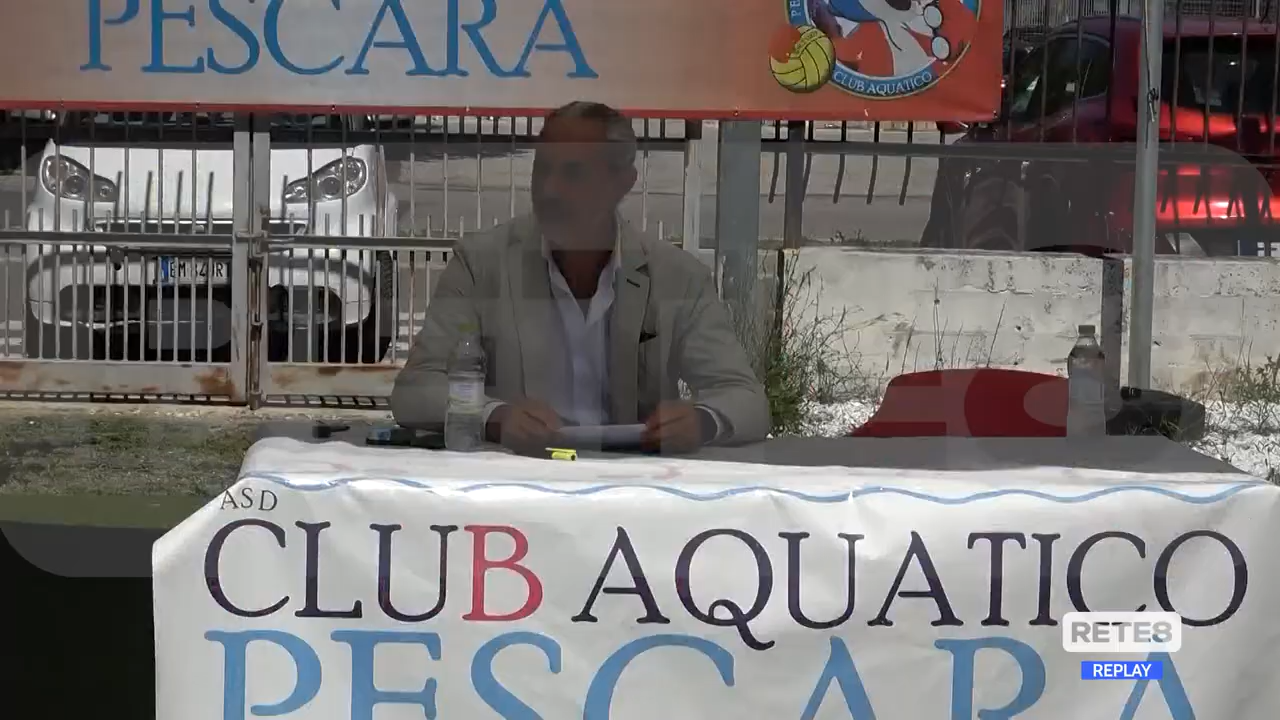 PESCARA
CLUB AQUATICO
ASD
CLUB AQUATICO
PESCARA
RETE8
REPLAY